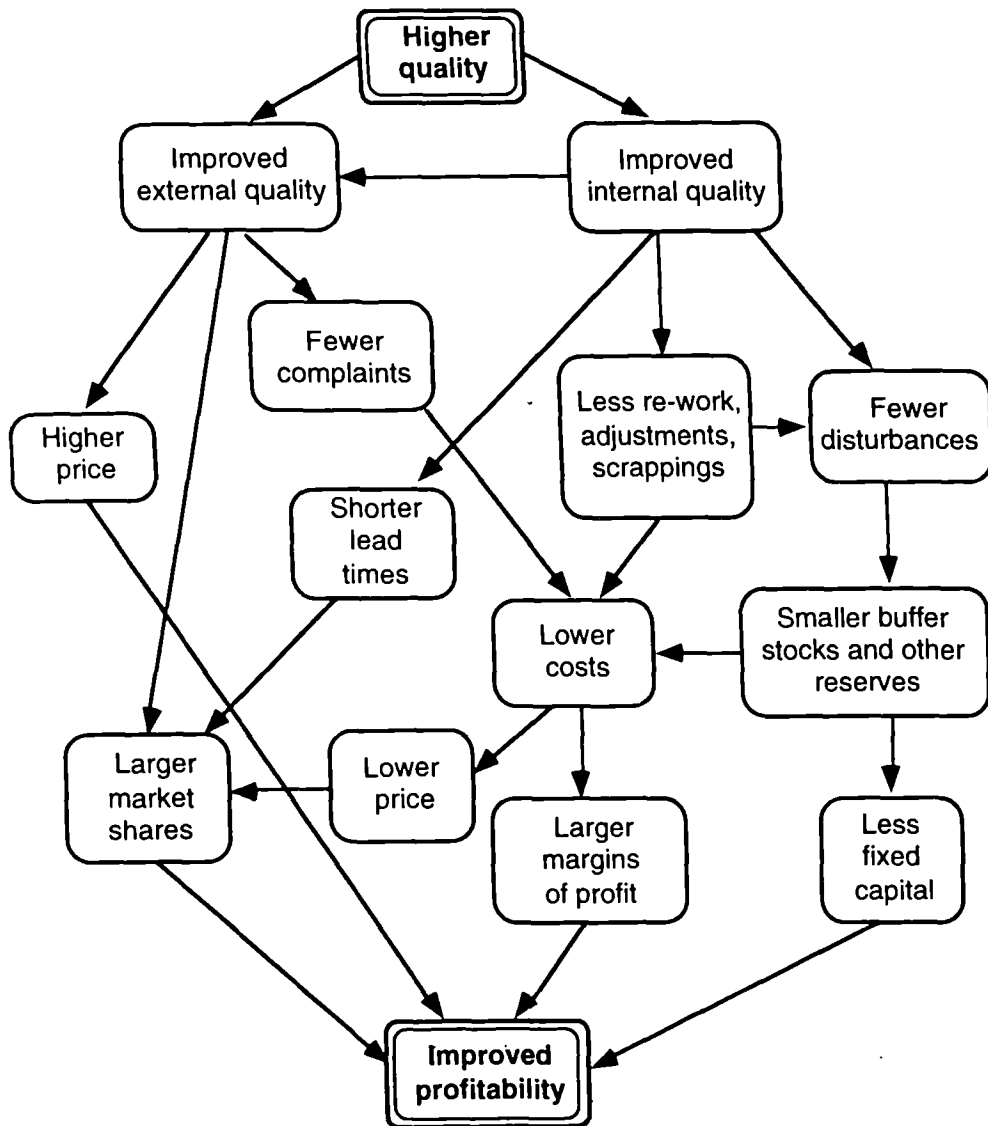 Higher
quality
Improved
external quality
Improved
internal quality
Fewer
complaints
Less re-work,
adjustments,
scrappings
Fewer
disturbances
Higher
price
Shorter
lead
times
Lower
costs
Smaller buffer
stocks and other
reserves
Larger
market
shares
Lower
price
Larger
margins
of profit
Less
fixed
capital
Improved
profitability